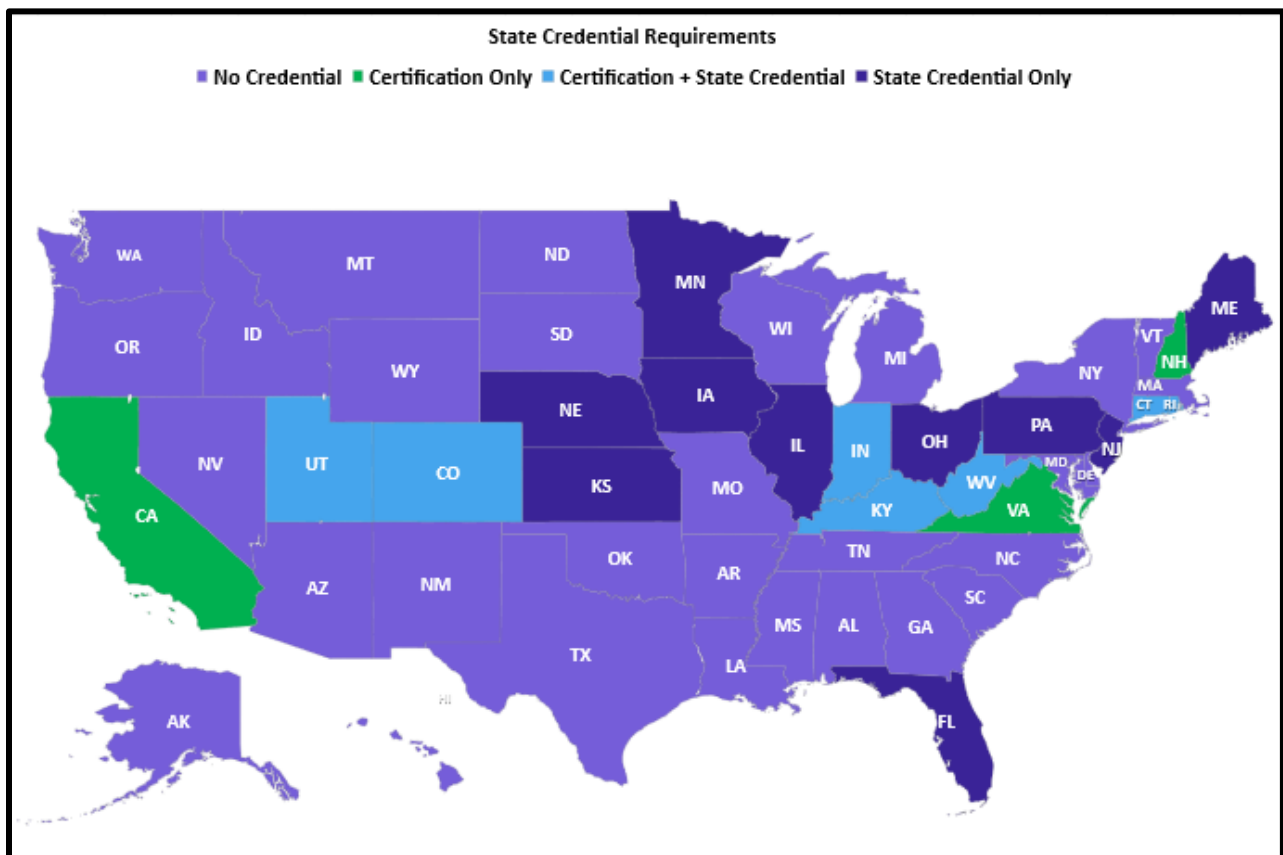 State Credential Requirements
No Credential Certification Only Certification + State Credential State Credential Only
WA
MT
ND
MN
ME
OR
ID
SD
WI
MI
VT
NH
WY
NY
MA
CT RI
NE
IA
PA
NV
UT
CO
IL
IN
OH
NJ
MD
DE
CA
KS
MO
WV
KY
VA
OK
TN
NC
AZ
NM
AR
SC
MS
AL
GA
TX
LA
HI
AK
FL